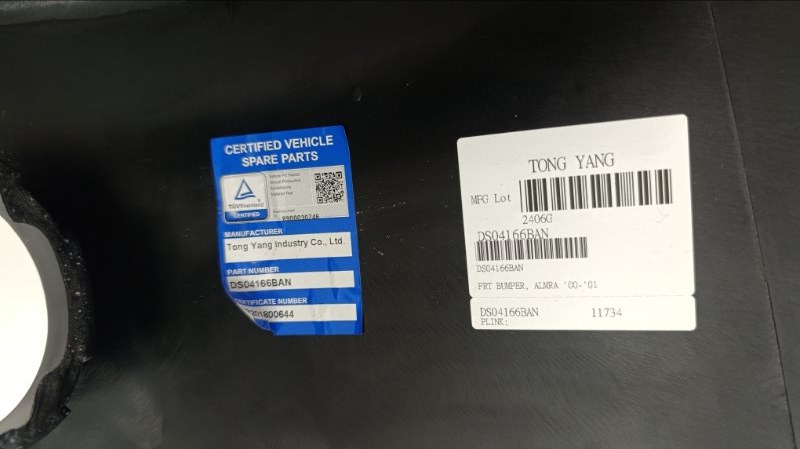 CERTIFIED VEHICLE
SPARE PARTS
TÜVRheinland
CERTIFIED
MANUFACTURER
Tong Yang Industry Co., Ltd.
PART NUMBER
DS04166BAN
CERTIFICATE NUMBER
TONG YANG
MFG Lot
2406G
DS04166BAN
DS04166BAN
FRT BUMPER, ALMRA '00-'01
DS04166BAN 11734
PLINK: